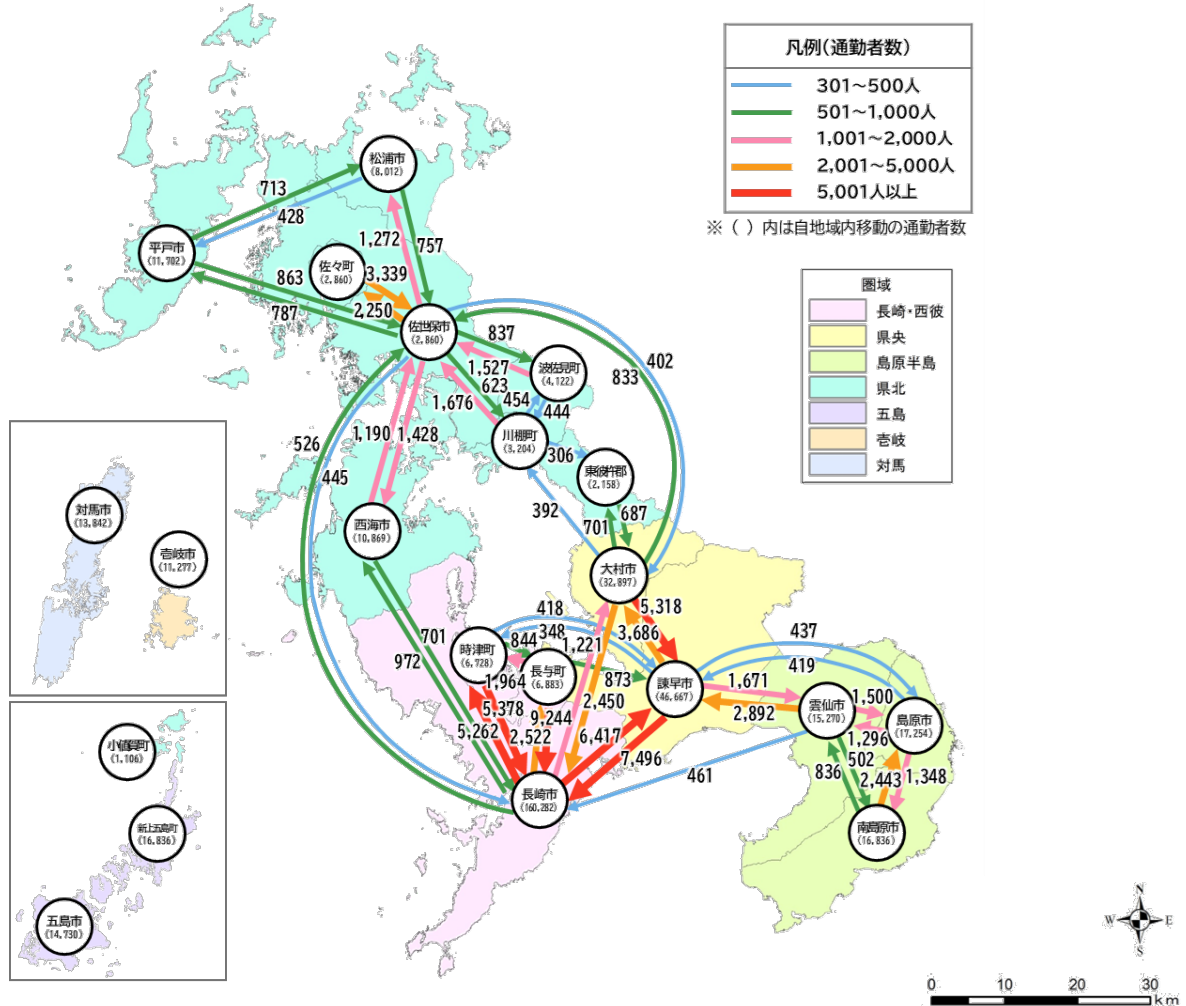 凡例(通勤者数)
301～500人
501～1,000人
1,001～2,000人
2,001～5,000人
5,001人以上
※ ( ) 内は自地域内移動の通勤者数
圏域
長崎・西彼
県央
島原半島
県北
五島
壱岐
対馬
松浦市
(8,012)
713
428
平戸市
(11,702)
1,272
757
佐々町
(2,860)
3,339
863
787
2,250
佐世保市
(2,860)
837
402
833
波佐見町
(4,122)
1,527
623
454
444
1,676
川棚町
(3,204)
306
526
445
1,190
1,428
東彼杵郡
(2,158)
392
701
687
西海市
(10,869)
大村市
(32,897)
5,318
3,686
418
348
844
1,221
701
972
時津町
(6,728)
長与町
(6,883)
873
諫早市
(46,667)
437
419
1,671
2,892
1,964
5,378
9,244
2,450
5,262
2,522
6,417
7,496
461
雲仙市
(15,270)
1,500
1,296
島原市
(17,254)
502
836
2,443
1,348
長崎市
(160,282)
南島原市
(16,836)
対馬市
(13,842)
壱岐市
(11,277)
小値賀町
(1,106)
新上五島町
(16,836)
五島市
(14,730)
N
W
E
S
0
10
20
30
km